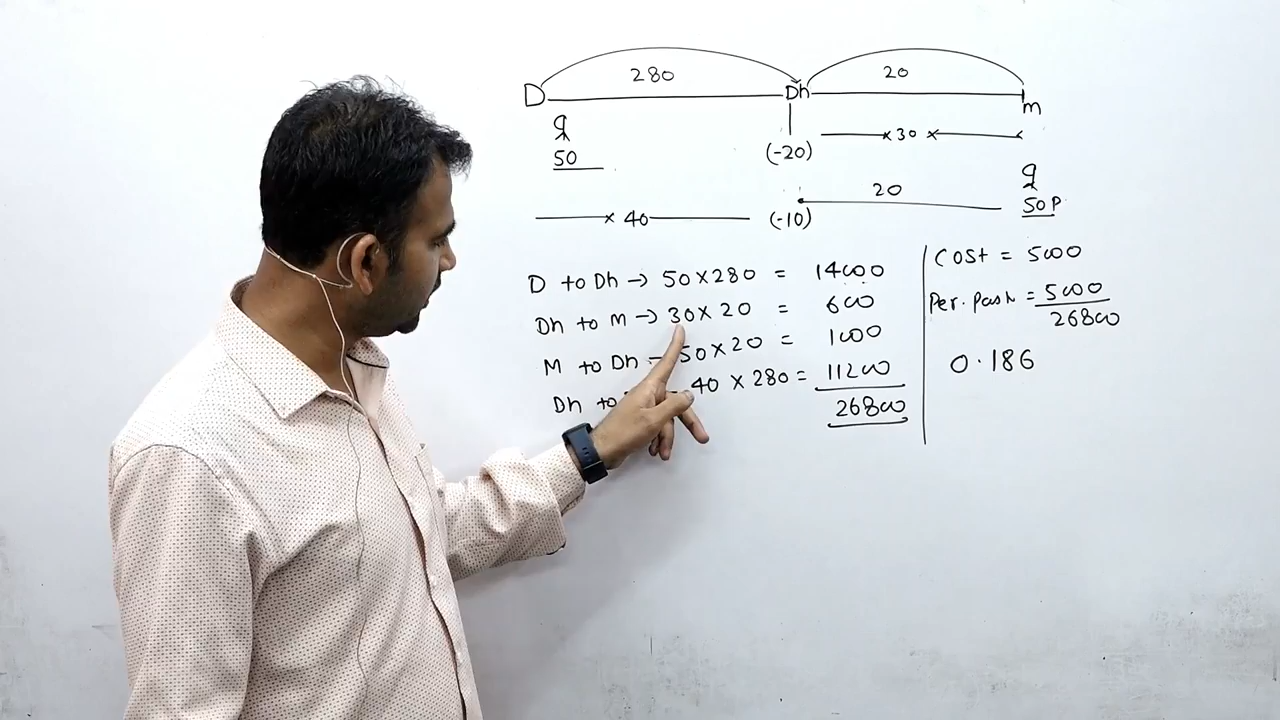 280
20
D
Dh
m
50
(-20)
× 30 ×
20
50P
× 40
(-10)
D to Dh → 50×280 = 14000
Dh to m → 30×20 = 600
M to Dh - 50×20 = 1000
Dh to 40 × 280 = 11200
26800
Cost = 5000
Per. pas k = 5000
26800
0.186